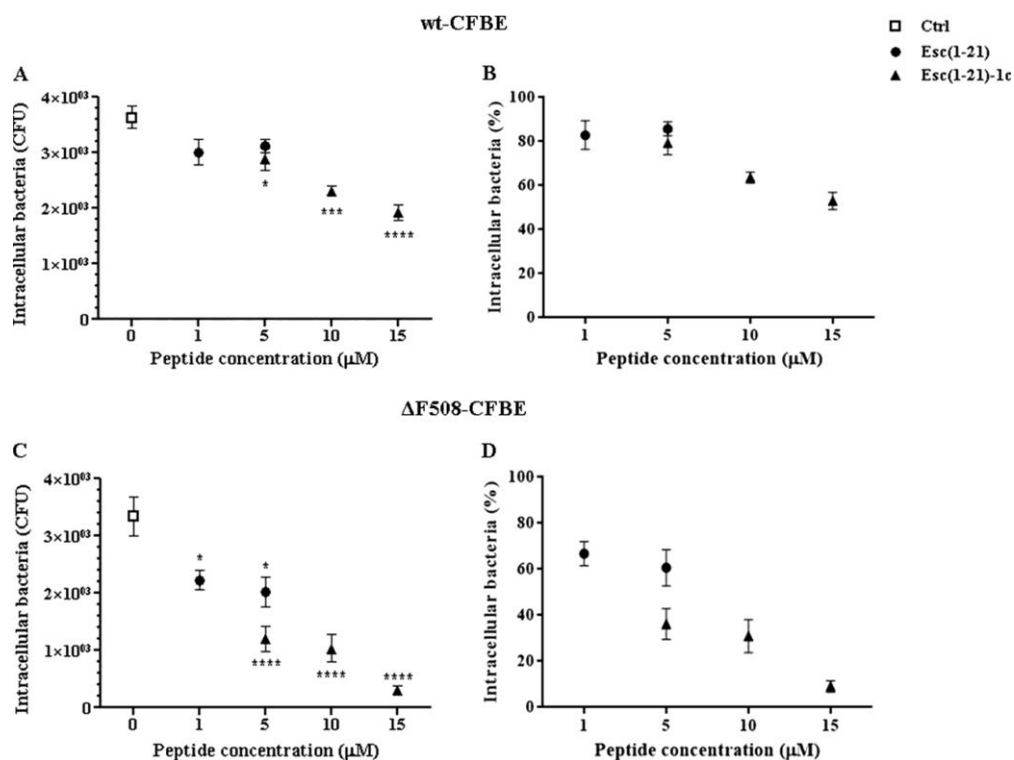 wt-CFBE
Ctrl
Esc(1-21)
Esc(1-21)-1c
A
Intracellular bacteria (CFU)
4×10⁰³
3×10⁰³
2×10⁰³
1×10⁰³
0
*
***
****
0 1 5 10 15
Peptide concentration (μM)
B
Intracellular bacteria (%)
100
80
60
40
20
0
1 5 10 15
Peptide concentration (μM)
ΔF508-CFBE
C
Intracellular bacteria (CFU)
4×10⁰³
3×10⁰³
2×10⁰³
1×10⁰³
0
* *
**** **** ****
0 1 5 10 15
Peptide concentration (μM)
D
Intracellular bacteria (%)
100
80
60
40
20
0
1 5 10 15
Peptide concentration (μM)